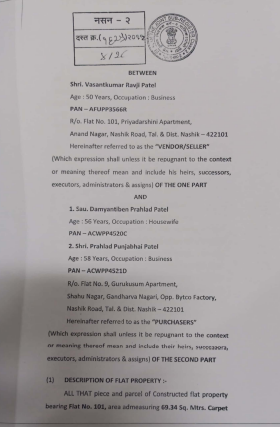 नसन - २
दस्त क्र.
BETWEEN
Shri. Vasantkumar Ravji Patel
Age : 50 Years, Occupation : Business
PAN – AFUPP3566R
R/o. Flat No. 101, Priyadarshini Apartment,
Anand Nagar, Nashik Road, Tal. & Dist. Nashik – 422101
Hereinafter referred to as the "VENDOR/SELLER"
(Which expression shall unless it be repugnant to the context
or meaning thereof mean and include his heirs, successors,
executors, administrators & assigns) OF THE ONE PART
AND
1. Sau. Damyantiben Prahlad Patel
Age : 56 Years, Occupation : Housewife
PAN – ACWPP4520C
2. Shri. Prahlad Punjabhai Patel
Age : 58 Years, Occupation : Business
PAN – ACWPP4521D
R/o. Flat No. 9, Gurukusum Apartment,
Shahu Nagar, Gandharva Nagari, Opp. Bytco Factory,
Nashik Road, Tal. & Dist. Nashik – 422101
Hereinafter referred to as the "PURCHASERS"
(Which expression shall unless it be repugnant to the context
or meaning thereof mean and include their heirs, successors,
executors, administrators & assigns) OF THE SECOND PART
(1) DESCRIPTION OF FLAT PROPERTY :-
ALL THAT piece and parcel of Constructed flat property
bearing Flat No. 101, area admeasuring 69.34 Sq. Mtrs. Carpet